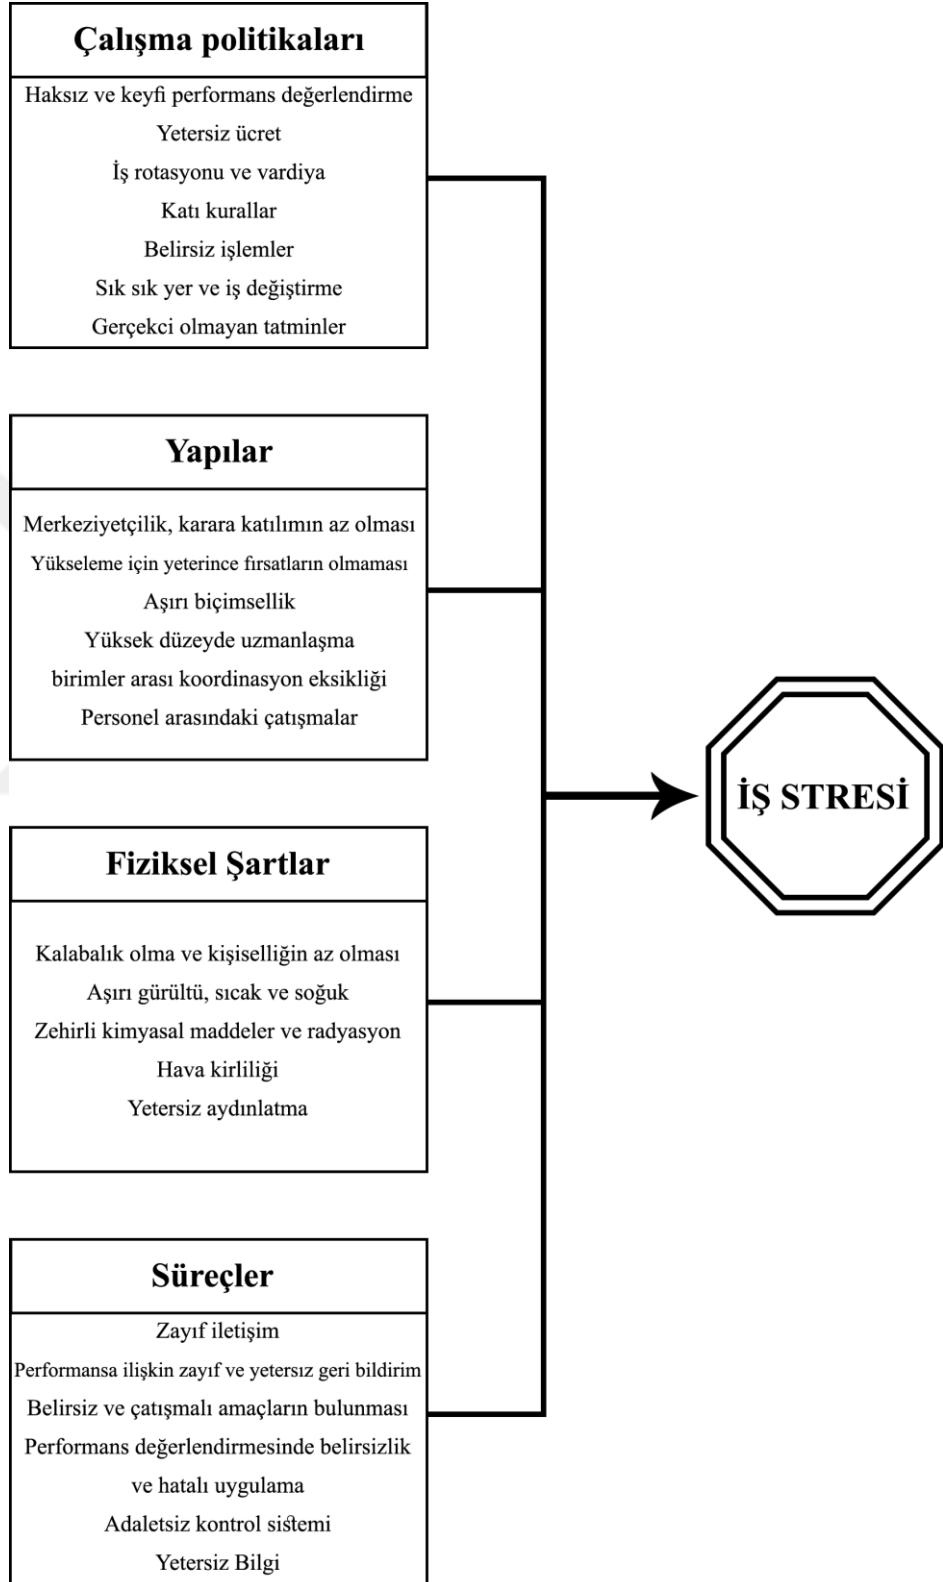 Çalışma politikaları
Haksız ve keyfi performans değerlendirme
Yetersiz ücret
İş rotasyonu ve vardiya
Katı kurallar
Belirsiz işlemler
Sık sık yer ve iş değiştirme
Gerçekci olmayan tatminler
Yapılar
Merkeziyetçilik, karara katılımın az olması
Yükseleme için yeterince fırsatların olmaması
Aşırı biçimsellik
Yüksek düzeyde uzmanlaşma
birimler arası koordinasyon eksikliği
Personel arasındaki çatışmalar
Fiziksel Şartlar
Kalabalık olma ve kişiselliğin az olması
Aşırı gürültü, sıcak ve soğuk
Zehirli kimyasal maddeler ve radyasyon
Hava kirliliği
Yetersiz aydınlatma
Süreçler
Zayıf iletişim
Performansa ilişkin zayıf ve yetersız geri bildirim
Belirsiz ve çatışmalı amaçların bulunması
Performans değerlendirmesinde belirsizlik
ve hatalı uygulama
Adaletsiz kontrol sistemi
Yetersiz Bilgi
İŞ STRESİ